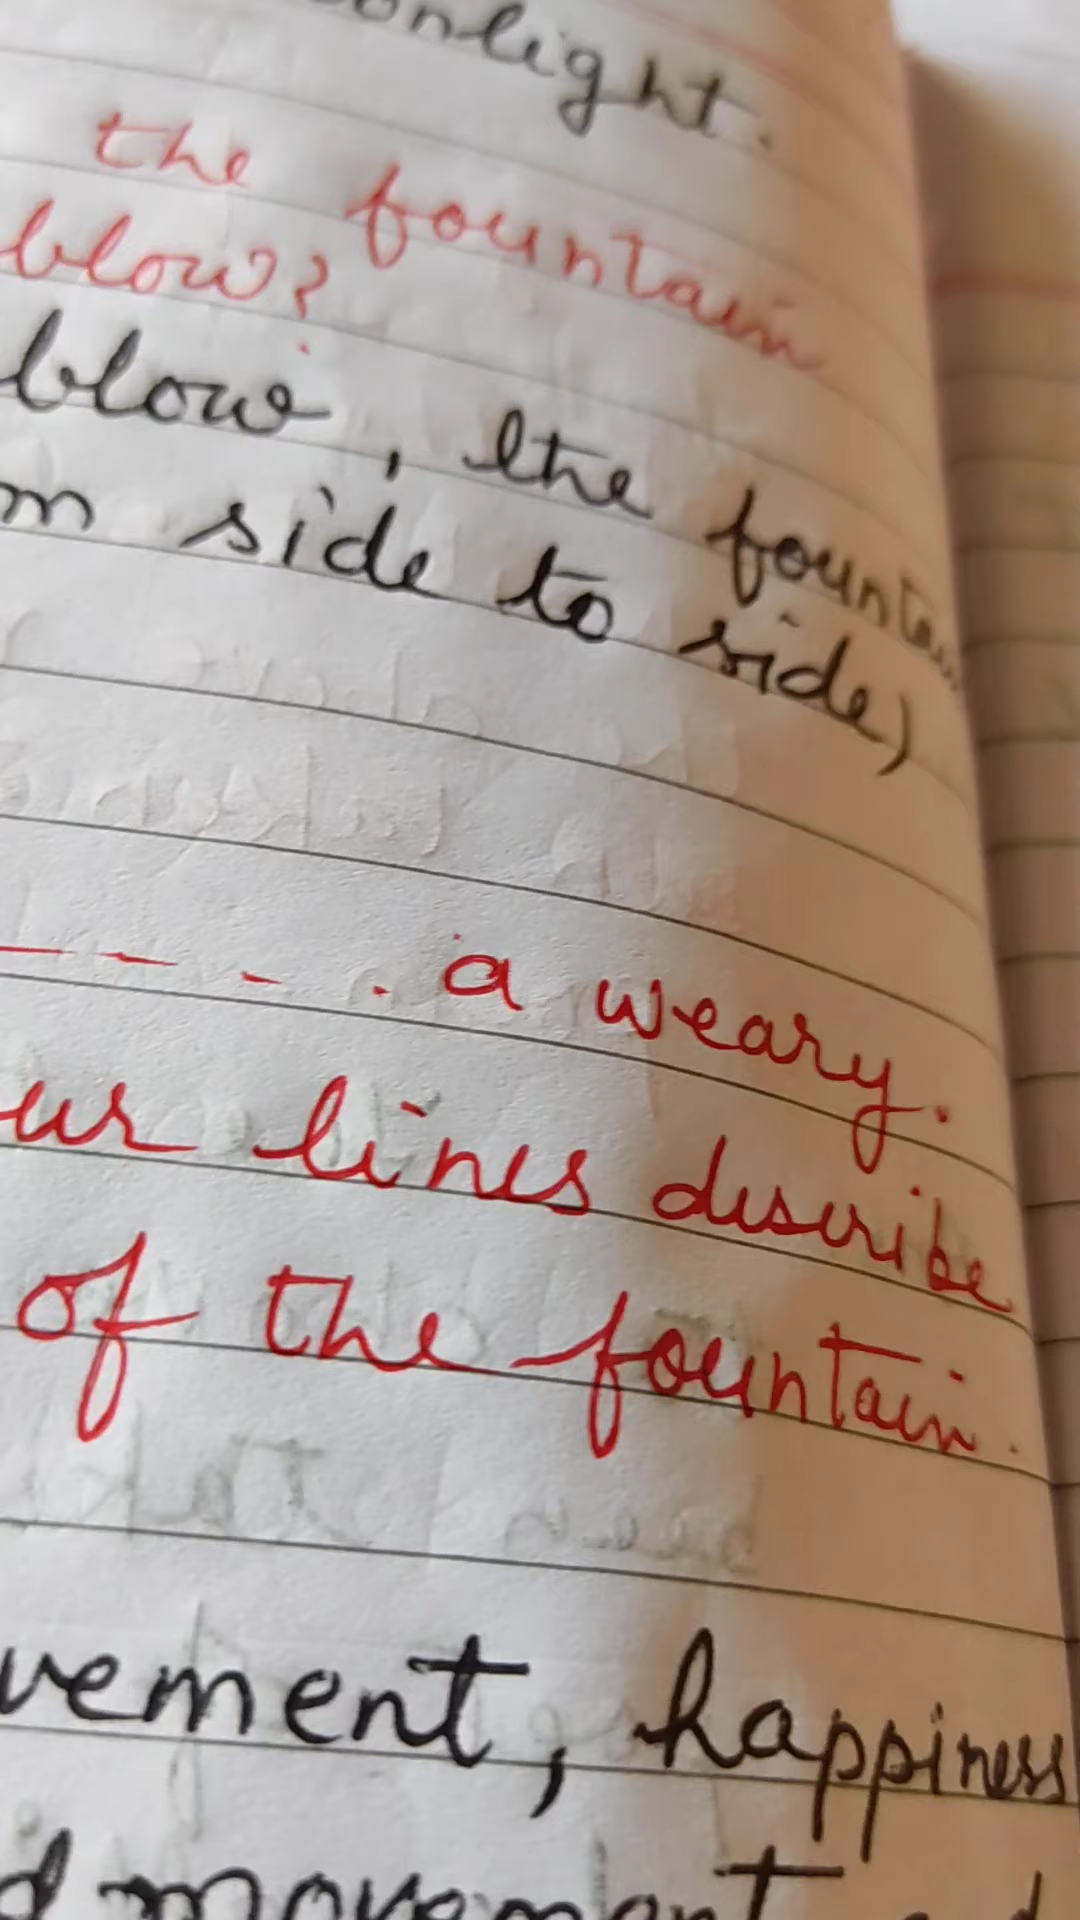 onlight.
the fountain
blow?
blow, the fountain
m side to side)
---. a weary.
ur lines describe
of the fountain.
vement, happiness
d movement